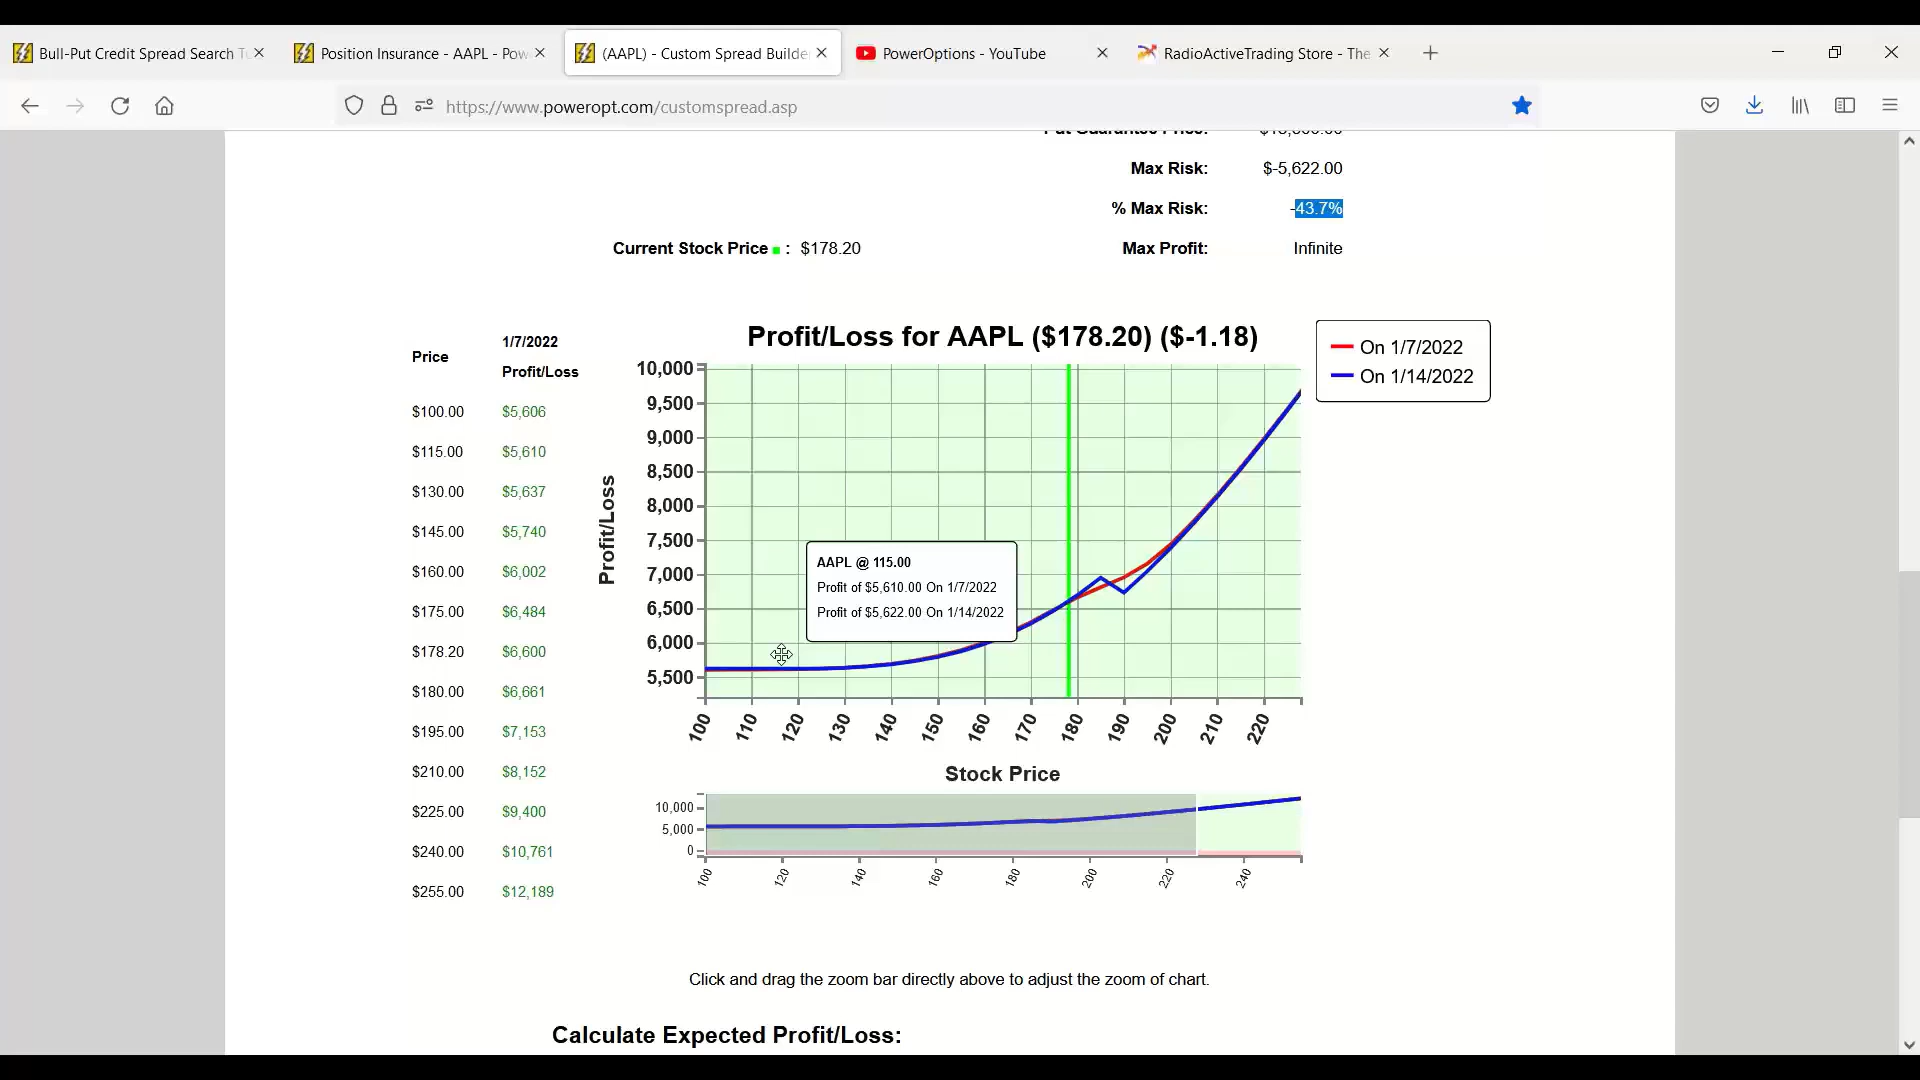 Bull-Put Credit Spread Search T
Position Insurance - AAPL - Pow
(AAPL) - Custom Spread Builde
PowerOptions - YouTube
RadioActiveTrading Store - The
https://www.poweropt.com/customspread.asp
Put Guarantee Price:
Max Risk: $-5,622.00
% Max Risk: -43.7%
Current Stock Price : $178.20 Max Profit: Infinite
Profit/Loss for AAPL ($178.20) ($-1.18)
On 1/7/2022
On 1/14/2022
1/7/2022
Price
Profit/Loss
$100.00 $5,606
$115.00 $5,610
$130.00 $5,637
$145.00 $5,740
$160.00 $6,002
$175.00 $6,484
$178.20 $6,600
$180.00 $6,661
$195.00 $7,153
$210.00 $8,152
$225.00 $9,400
$240.00 $10,761
$255.00 $12,189
Profit/Loss
10,000
9,500
9,000
8,500
8,000
7,500
7,000
6,500
6,000
5,500
AAPL @ 115.00
Profit of $5,610.00 On 1/7/2022
Profit of $5,622.00 On 1/14/2022
100 110 120 130 140 150 160 170 180 190 200 210 220
Stock Price
10,000
5,000
0
100 120 140 160 180 200 220 240
Click and drag the zoom bar directly above to adjust the zoom of chart.
Calculate Expected Profit/Loss: